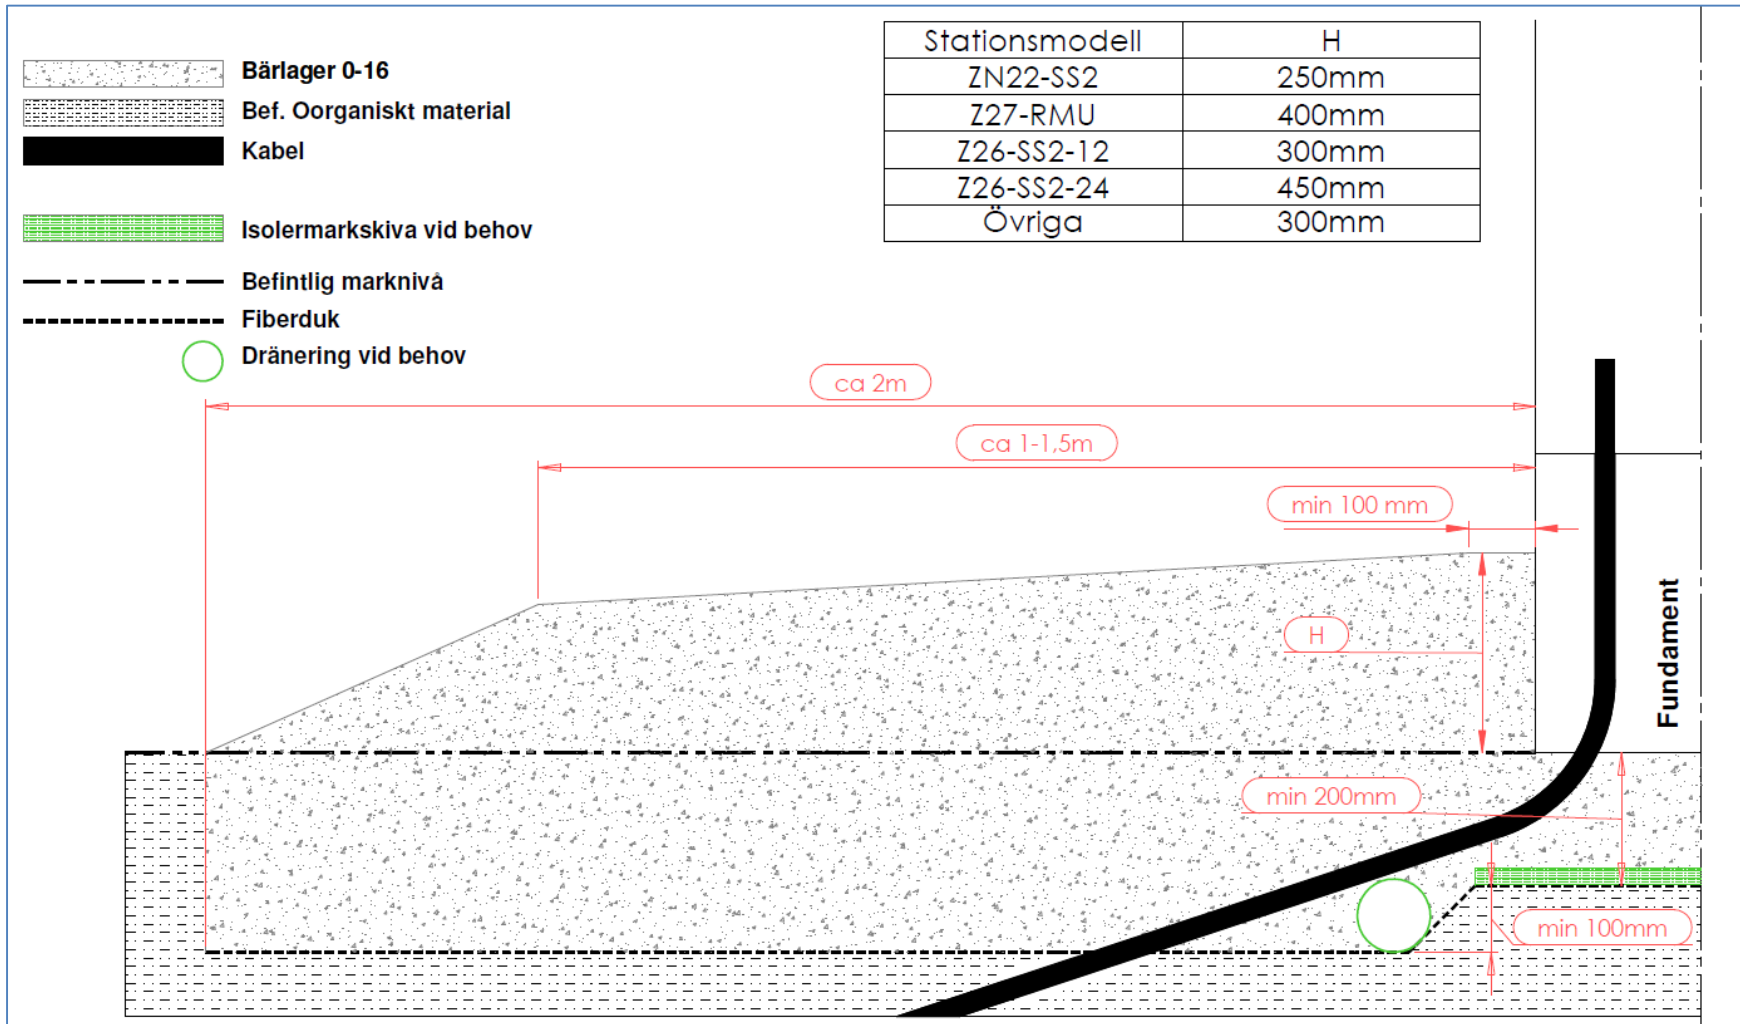 Bärlager 0-16
Bef. Oorganiskt material
Kabel
Isolermarkskiva vid behov
Befintlig marknivå
Fiberduk
Dränering vid behov
Stationsmodell H
ZN22-SS2 250mm
Z27-RMU 400mm
Z26-SS2-12 300mm
Z26-SS2-24 450mm
Övriga 300mm
ca 2m
ca 1-1,5m
min 100 mm
H
Fundament
min 200mm
min 100mm